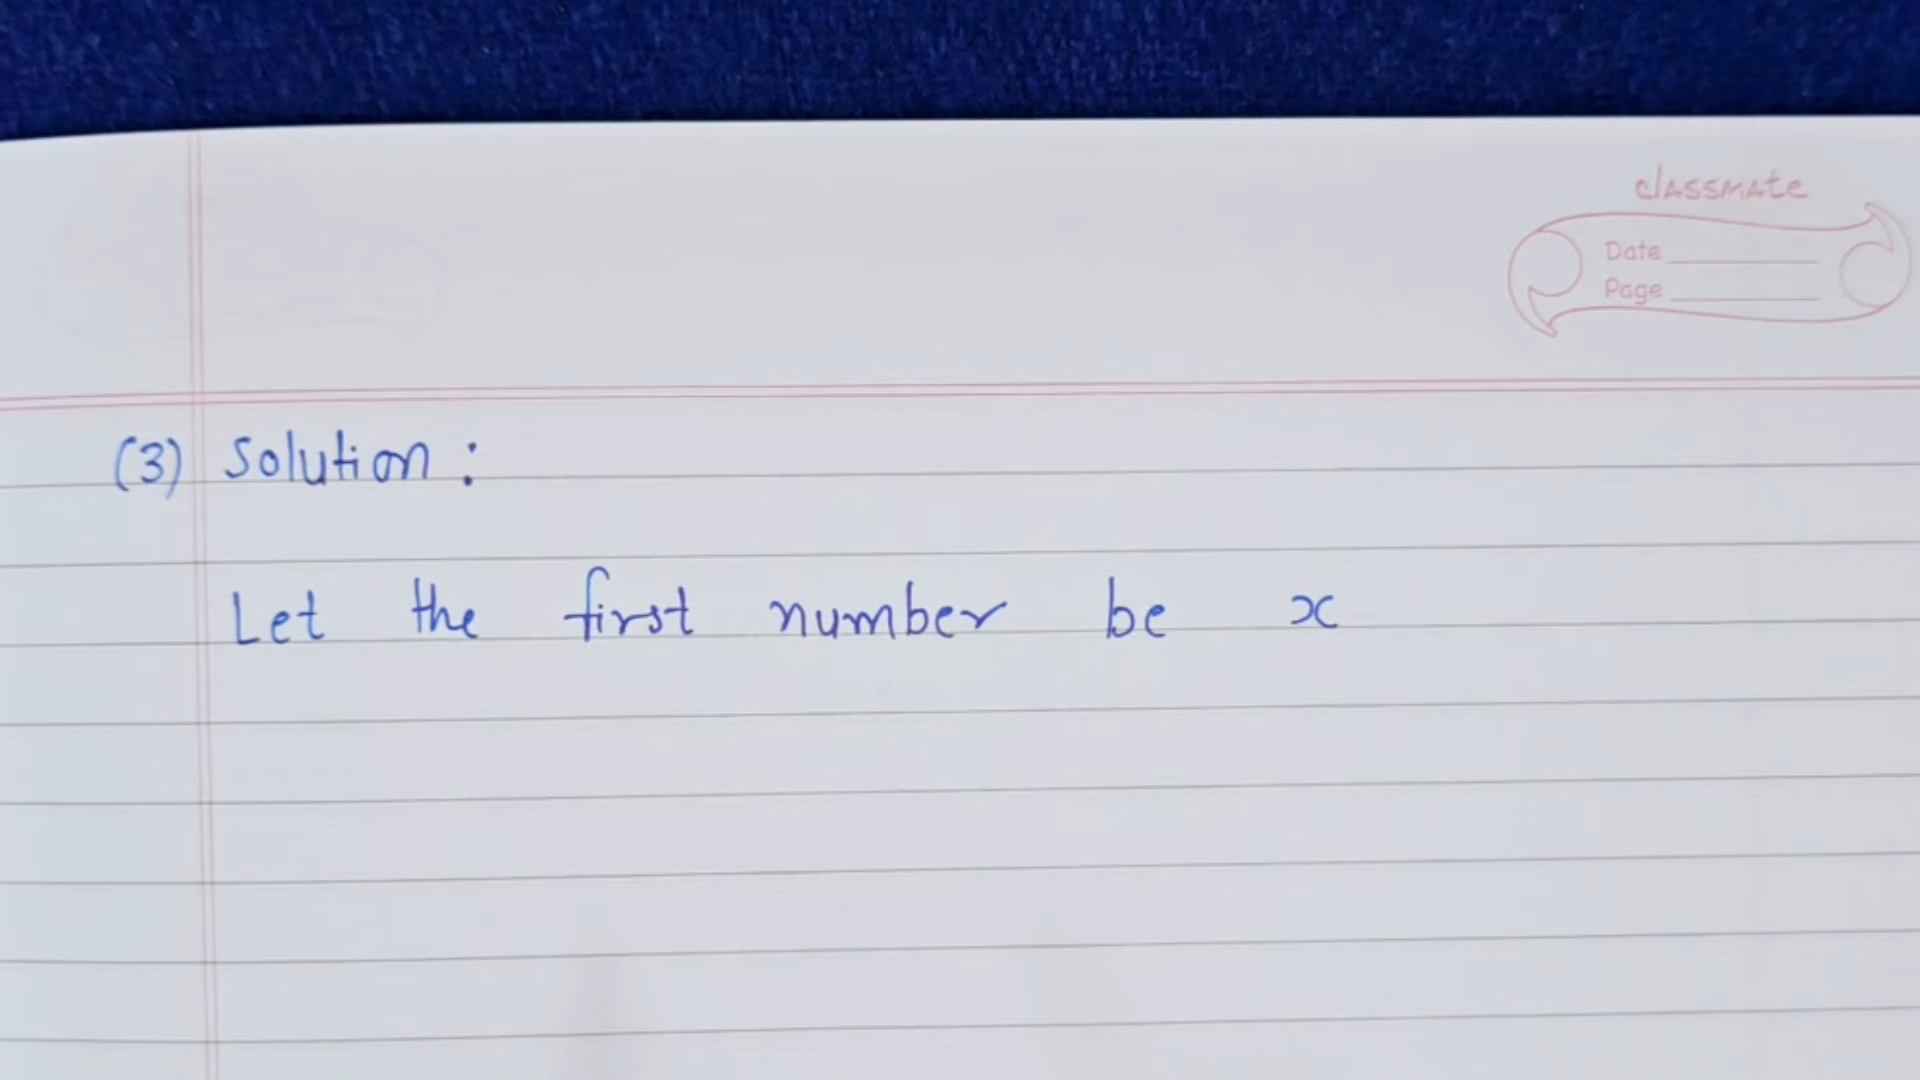 classmate
Date
Page
(3) Solution :
Let the first number be x